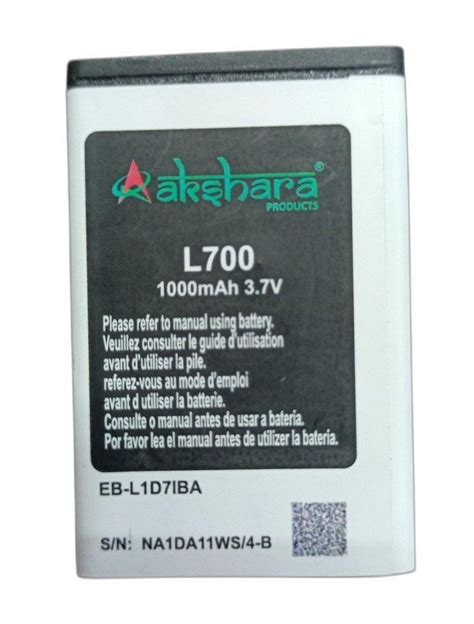 akshara®
PRODUCTS
L700
1000mAh 3.7V
Please refer to manual using battery.
Veuillez consulter le guide d'utilisation
avant d'utiliser la pile.
referez-vous au mode d'emploi
avant d utiliser la batterie.
Consulte o manual antes de usar a bateria.
Por favor lea el manual antes de utilizer la bateria.
EB-L1D7IBA
S/N: NA1DA11WS/4-B